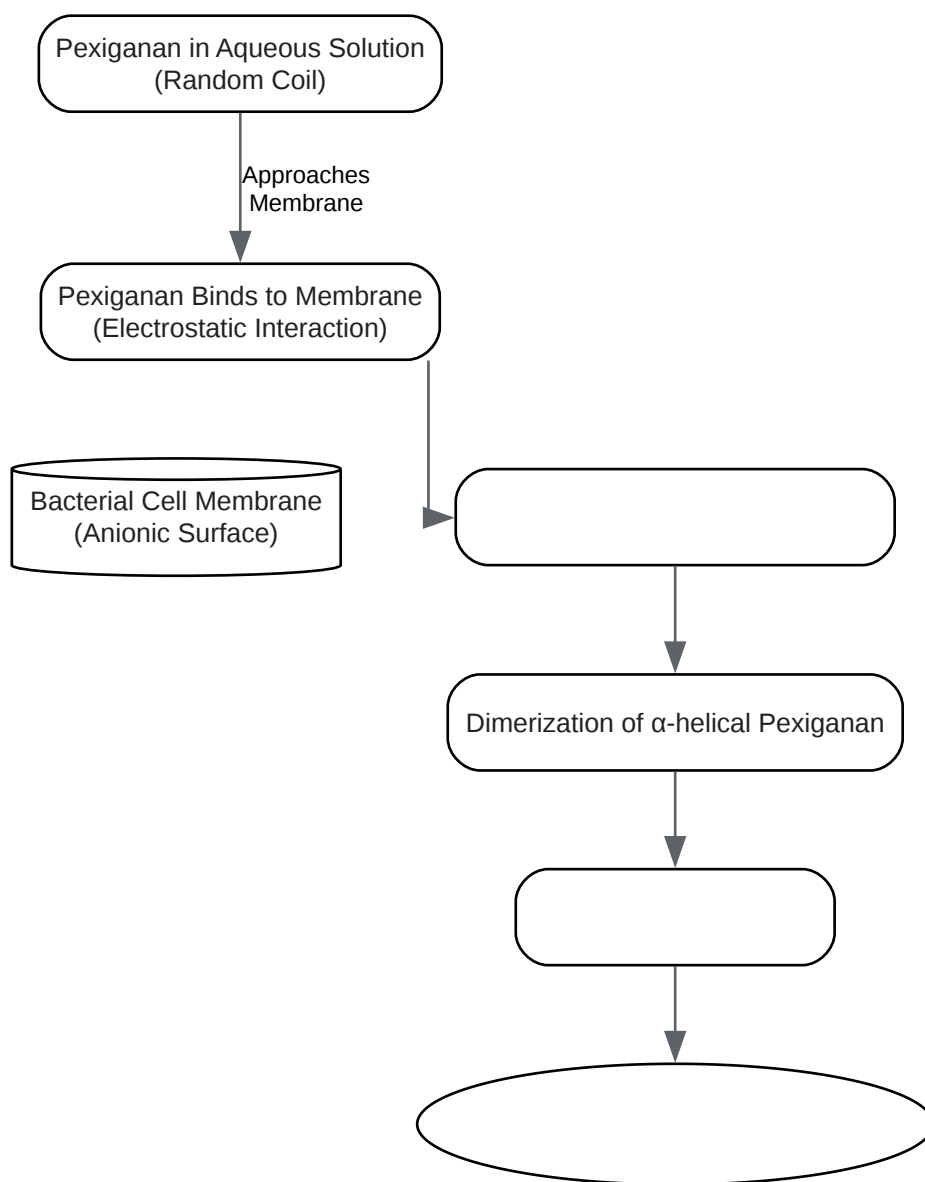 Pexiganan in Aqueous Solution
(Random Coil)
Approaches
Membrane
Pexiganan Binds to Membrane
(Electrostatic Interaction)
Bacterial Cell Membrane
(Anionic Surface)
Dimerization of α-helical Pexiganan